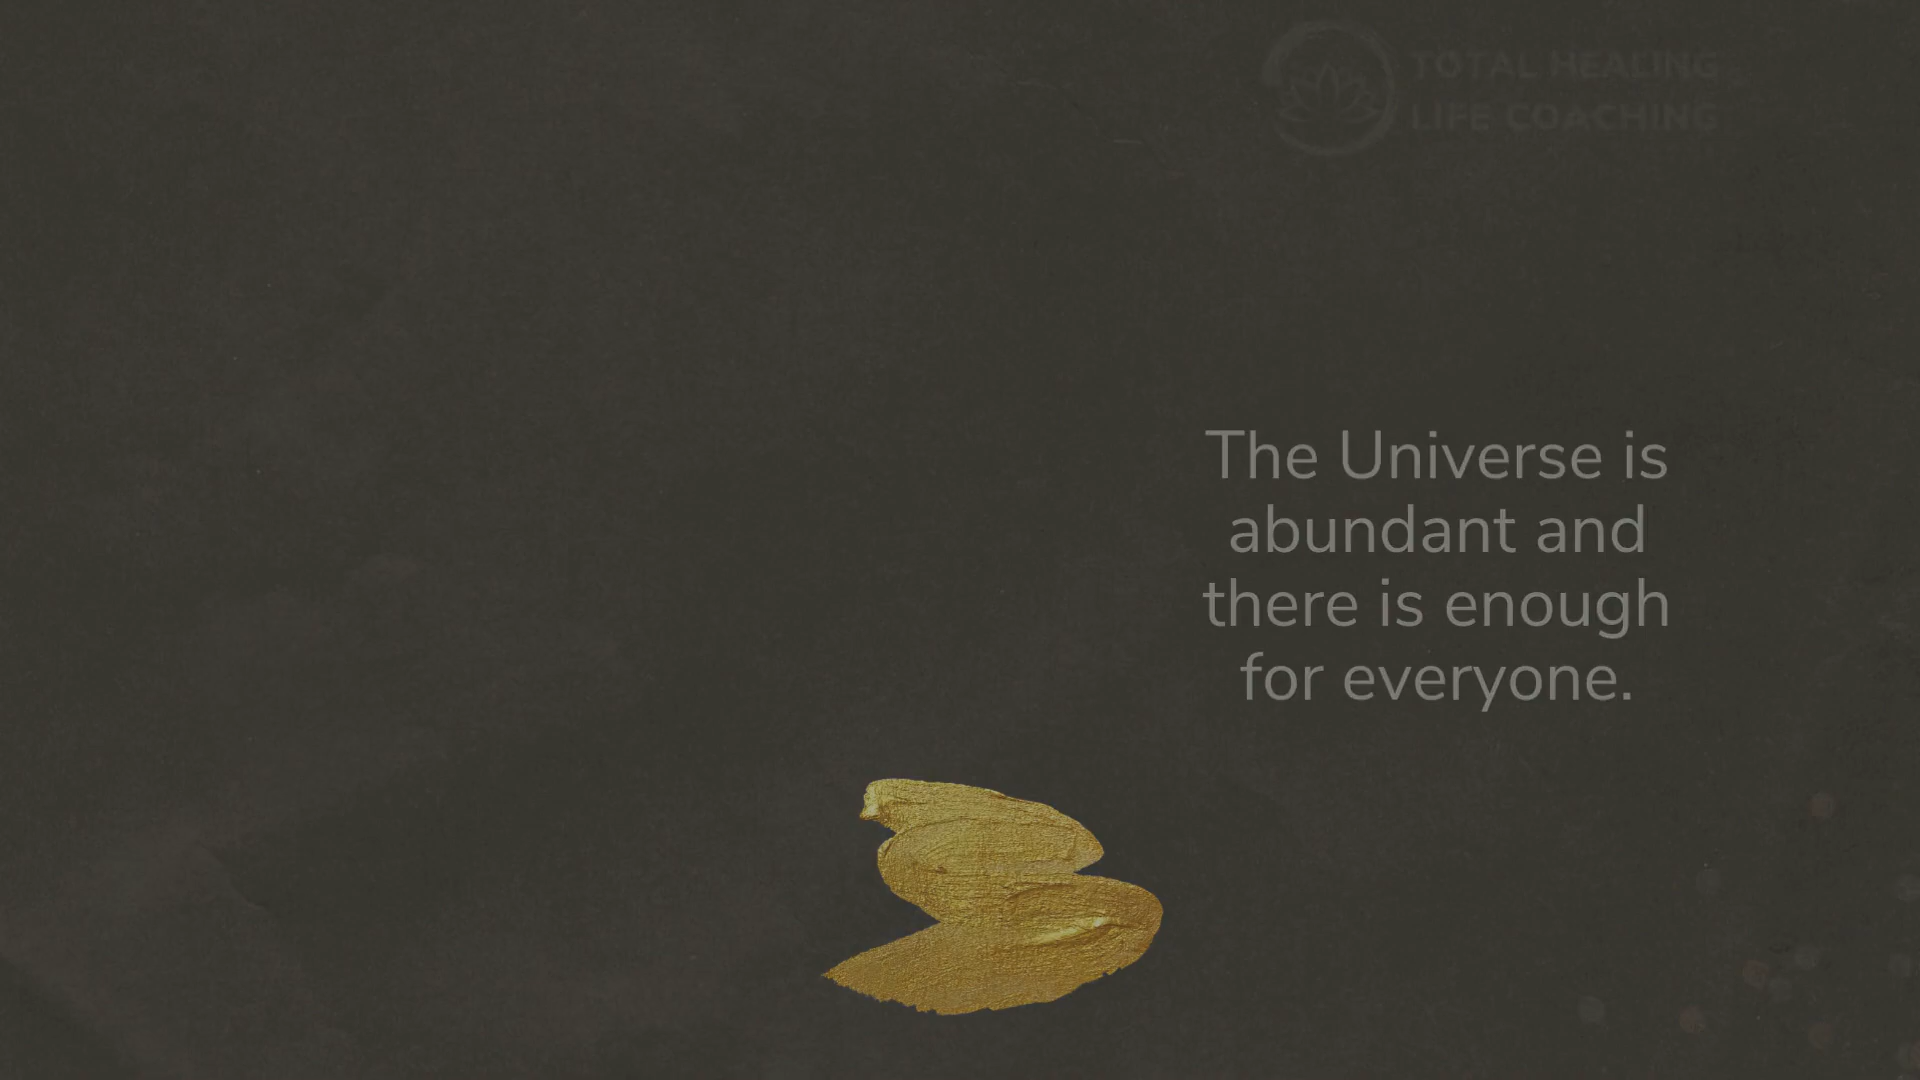 TOTAL HEALING
LIFE COACHING
The Universe is
abundant and
there is enough
for everyone.